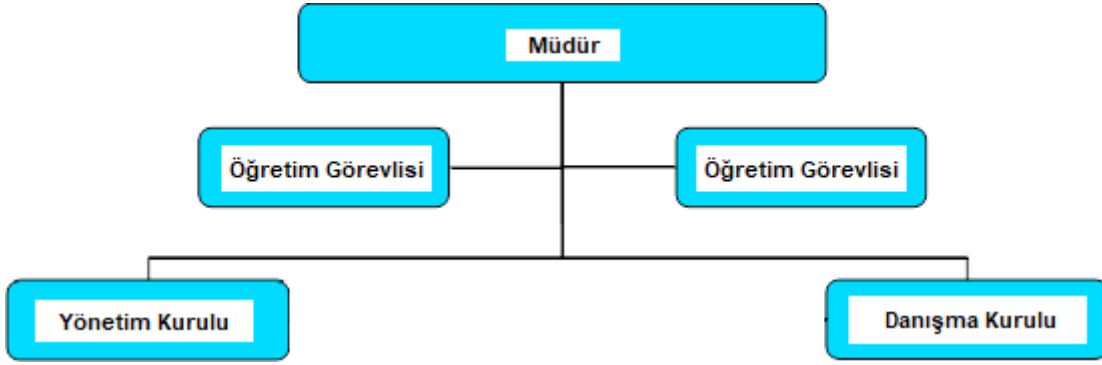 Müdür
Öğretim Görevlisi
Öğretim Görevlisi
Yönetim Kurulu
Danışma Kurulu